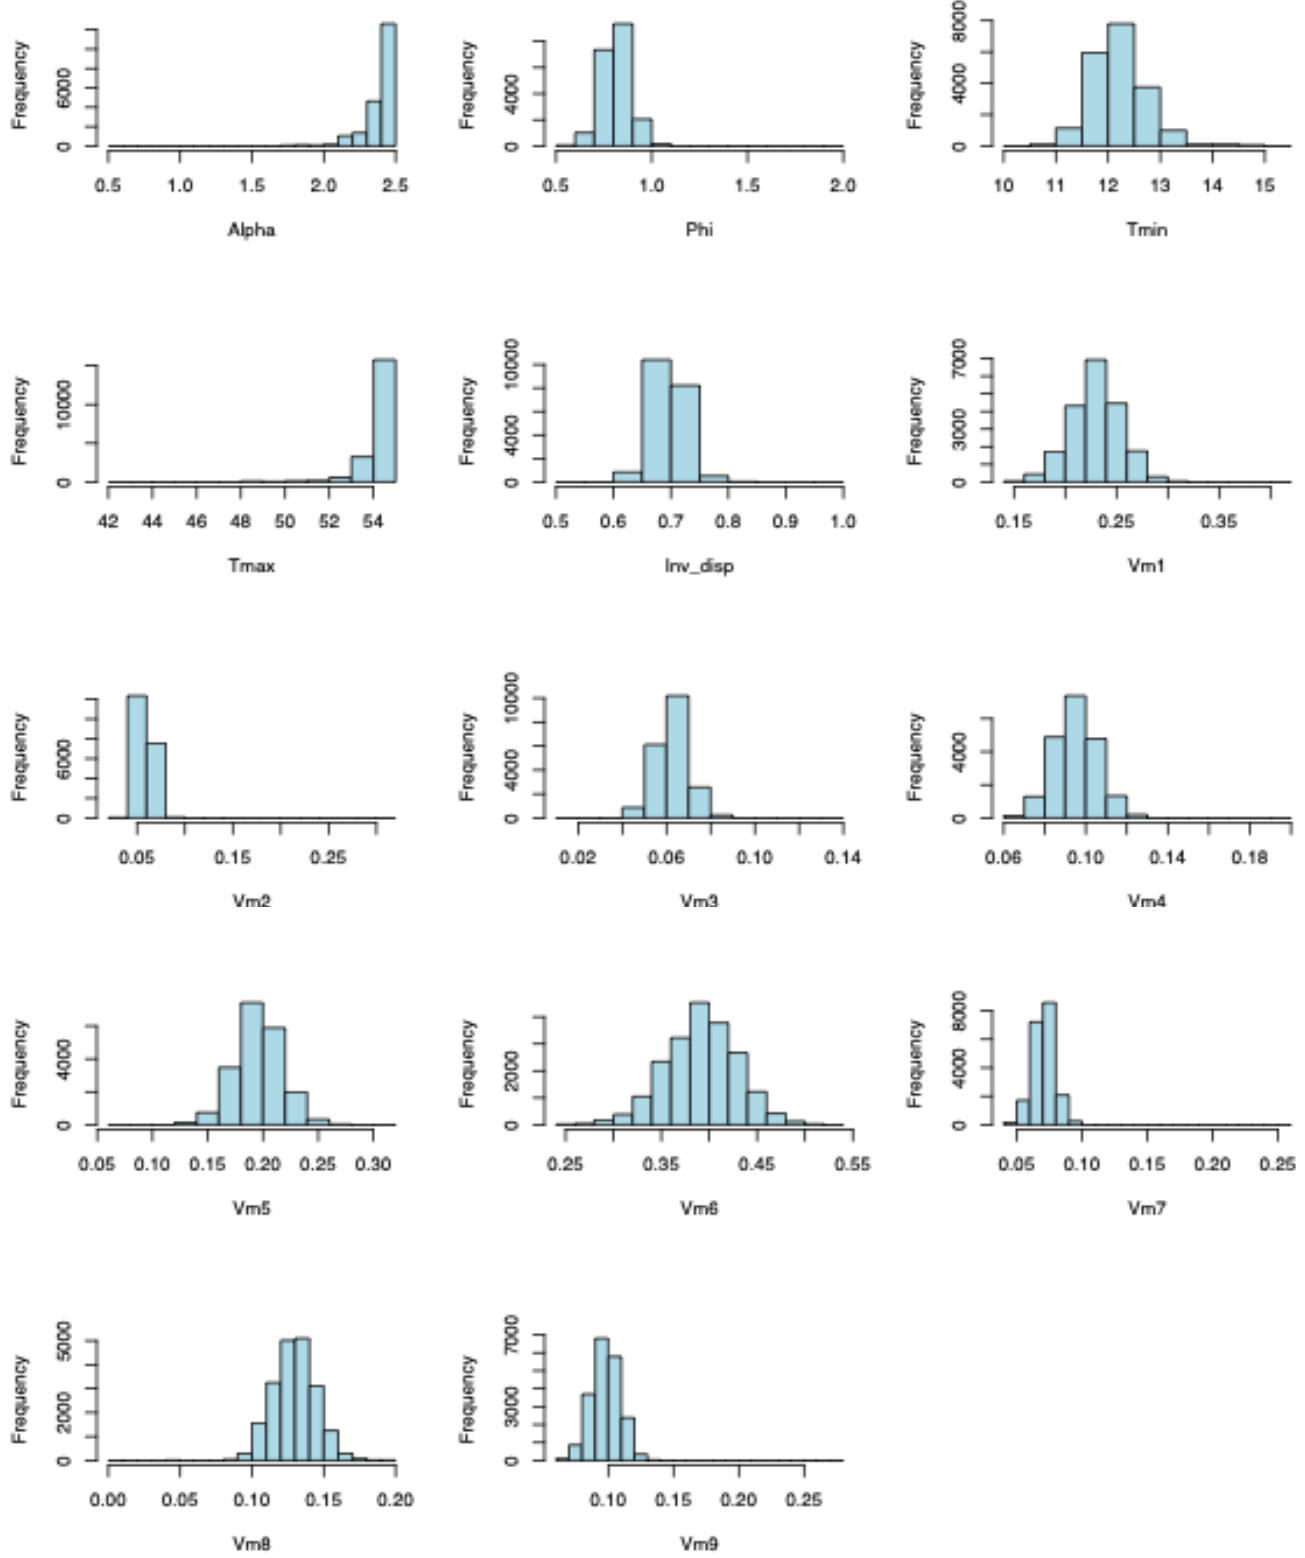 Frequency
6000
0
0.5 1.0 1.5 2.0 2.5
Alpha
Frequency
4000
0
0.5 1.0 1.5 2.0
Phi
Frequency
8000
4000
0
10 11 12 13 14 15
Tmin
Frequency
10000
0
42 44 46 48 50 52 54
Tmax
Frequency
10000
4000
0
0.5 0.6 0.7 0.8 0.9 1.0
Inv_disp
Frequency
7000
3000
0
0.15 0.25 0.35
Vm1
Frequency
6000
0
0.05 0.15 0.25
Vm2
Frequency
10000
4000
0
0.02 0.06 0.10 0.14
Vm3
Frequency
4000
0
0.06 0.10 0.14 0.18
Vm4
Frequency
4000
0
0.05 0.10 0.15 0.20 0.25 0.30
Vm5
Frequency
2000
0
0.25 0.35 0.45 0.55
Vm6
Frequency
8000
4000
0
0.05 0.10 0.15 0.20 0.25
Vm7
Frequency
5000
2000
0
0.00 0.05 0.10 0.15 0.20
Vm8
Frequency
7000
3000
0
0.10 0.15 0.20 0.25
Vm9